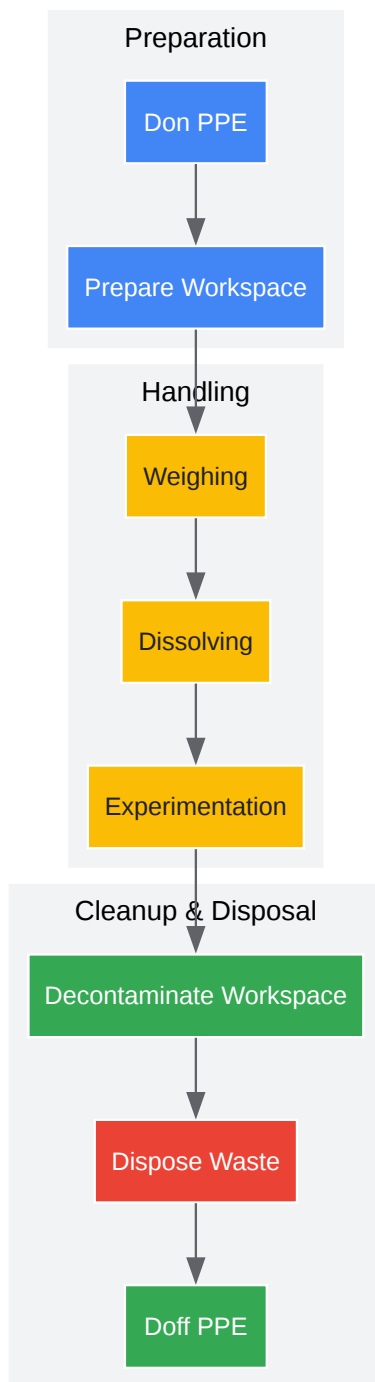 Preparation
Don PPE
Prepare Workspace
Handling
Weighing
Dissolving
Experimentation
Cleanup & Disposal
Decontaminate Workspace
Dispose Waste
Doff PPE